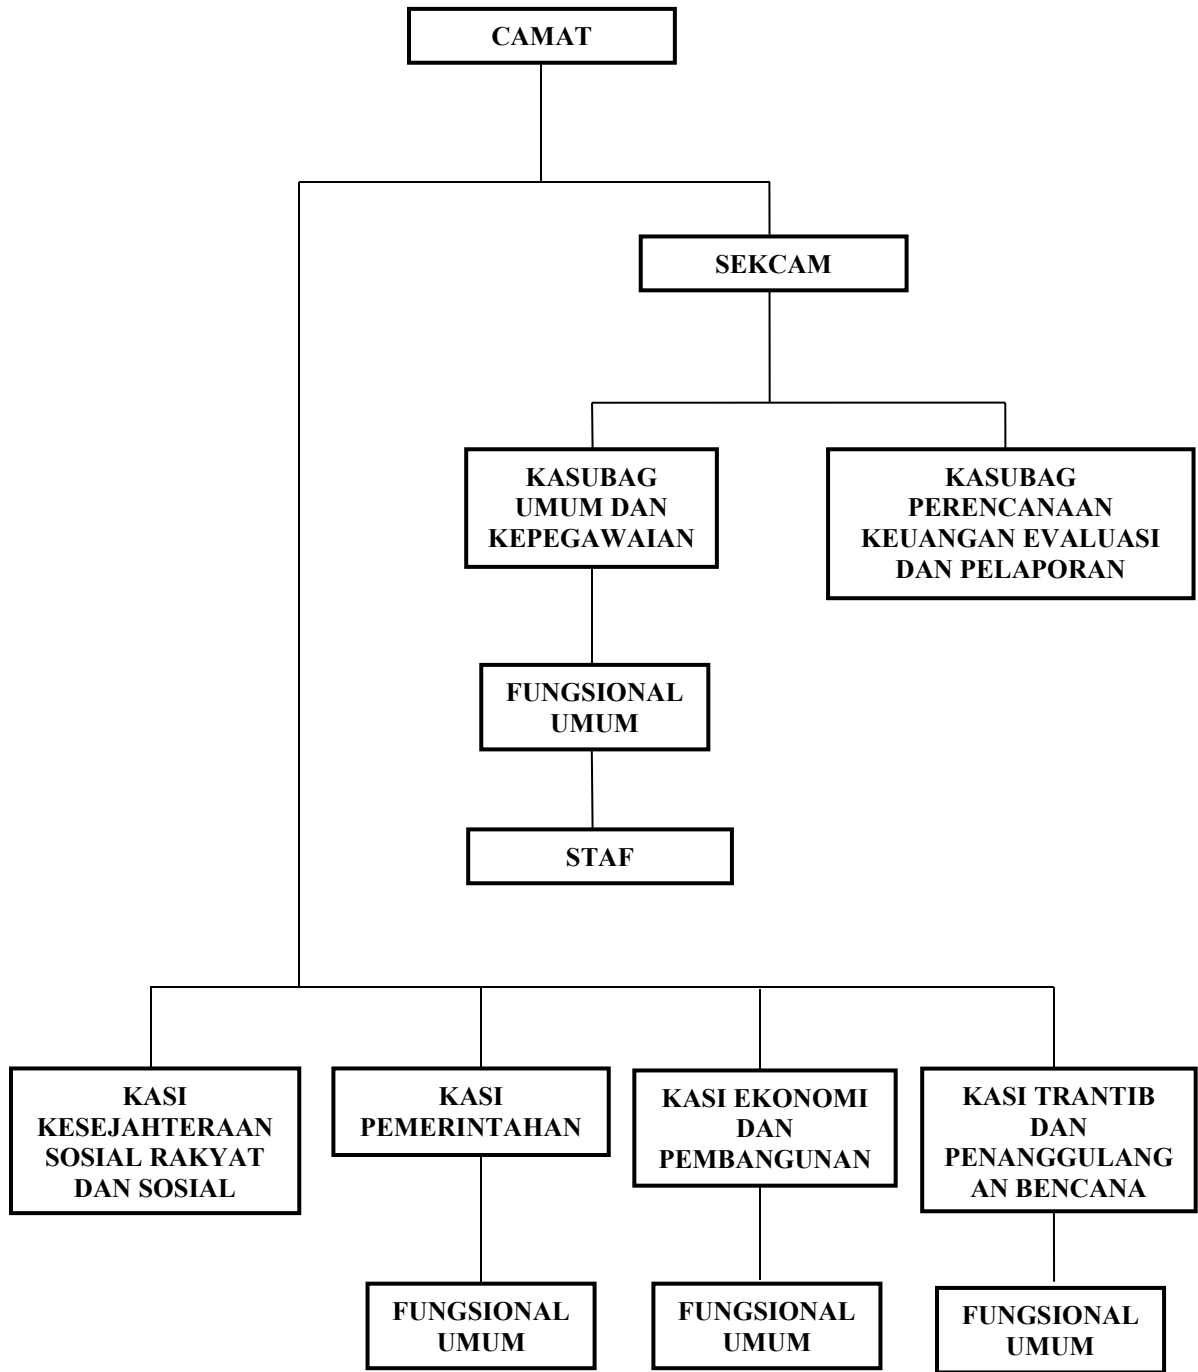 CAMAT
SEKCAM
KASUBAG
UMUM DAN
KEPEGAWAIAN
KASUBAG
PERENCANAAN
KEUANGAN EVALUASI
DAN PELAPORAN
FUNGSIONAL
UMUM
STAF
KASI
KESEJAHTERAAN
SOSIAL RAKYAT
DAN SOSIAL
KASI
PEMERINTAHAN
KASI EKONOMI
DAN
PEMBANGUNAN
KASI TRANTIB
DAN
PENANGGULANG
AN BENCANA
FUNGSIONAL
UMUM
FUNGSIONAL
UMUM
FUNGSIONAL
UMUM